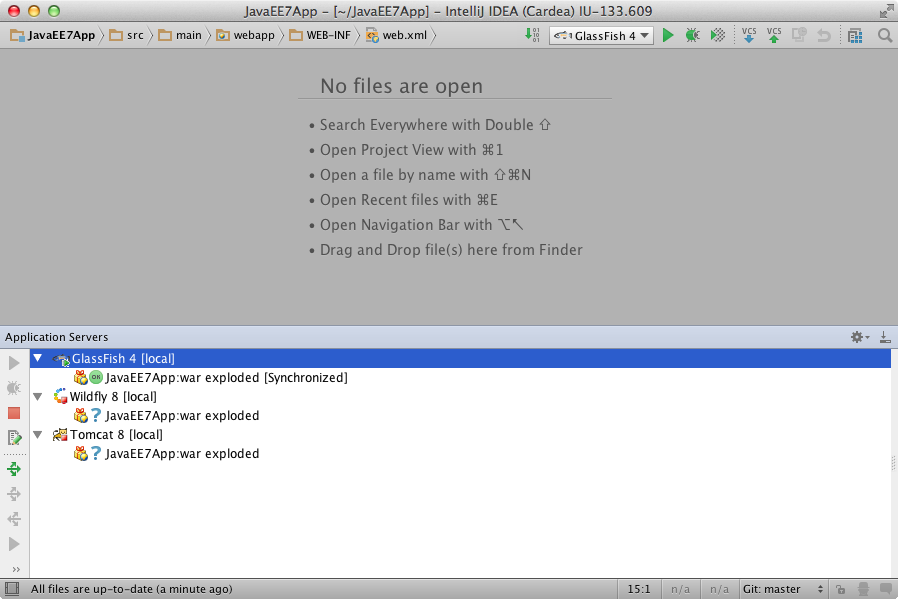 JavaEE7App – [~/JavaEE7App] – IntelliJ IDEA (Cardea) IU-133.609
JavaEE7App src main webapp WEB-INF web.xml GlassFish 4 VCS VCS
No files are open
• Search Everywhere with Double ⇧
• Open Project View with ⌘1
• Open a file by name with ⇧⌘N
• Open Recent files with ⌘E
• Open Navigation Bar with ⌥↖
• Drag and Drop file(s) here from Finder
Application Servers
GlassFish 4 [local]
OK JavaEE7App:war exploded [Synchronized]
Wildfly 8 [local]
? JavaEE7App:war exploded
Tomcat 8 [local]
? JavaEE7App:war exploded
>>
All files are up-to-date (a minute ago) 15:1 n/a n/a Git: master